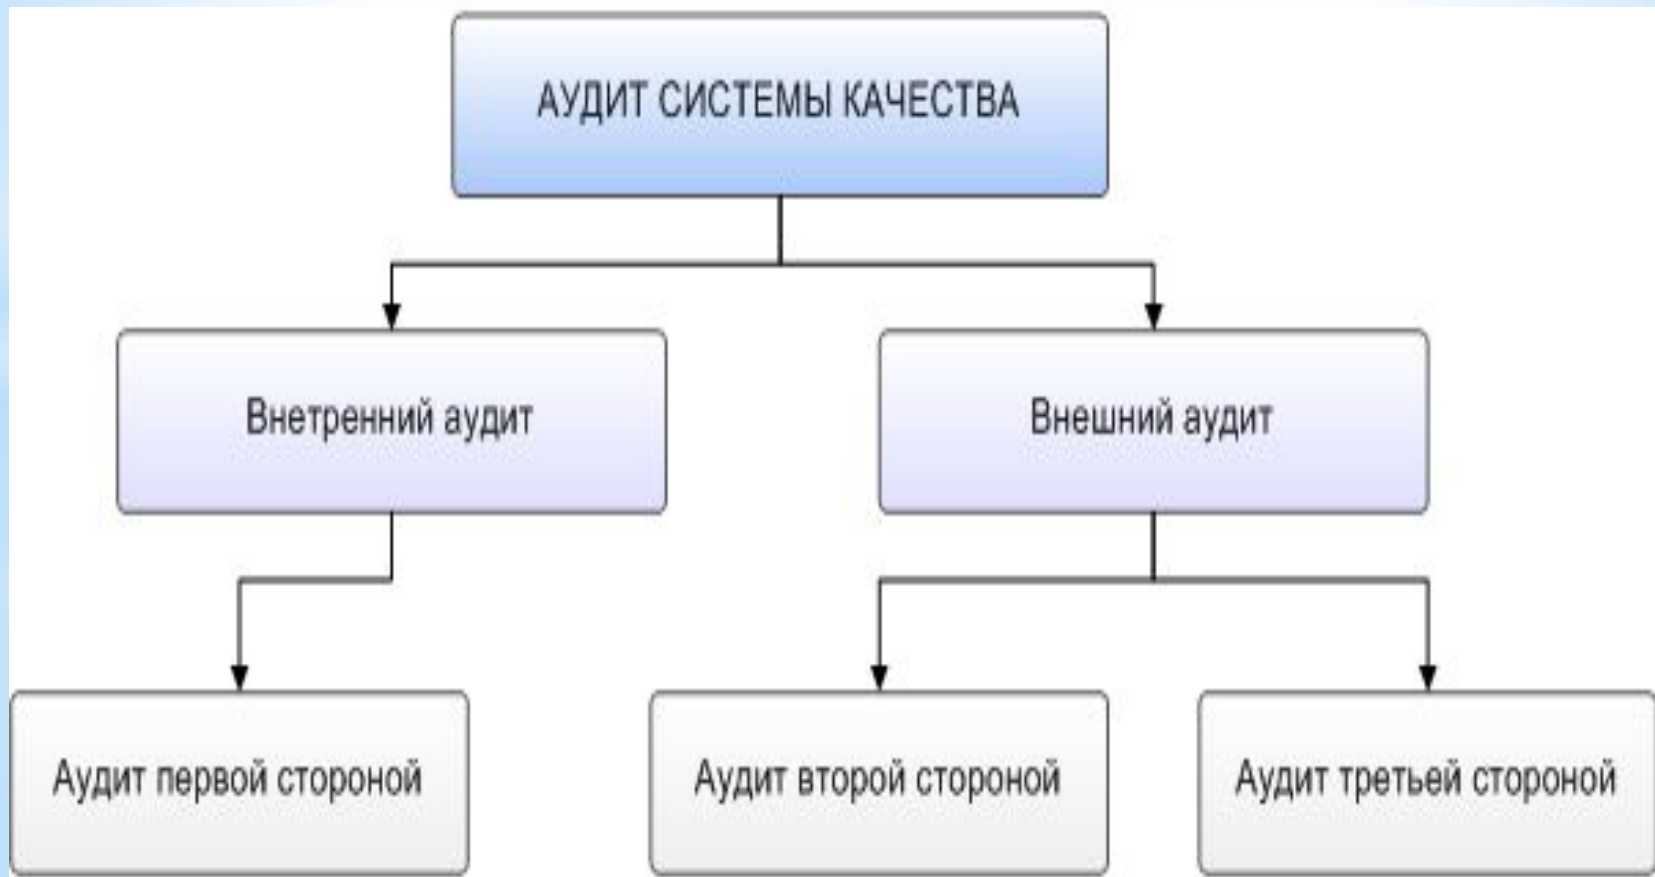 АУДИТ СИСТЕМЫ КАЧЕСТВА
Внетренний аудит
Внешний аудит
Аудит первой стороной
Аудит второй стороной
Аудит третьей стороной